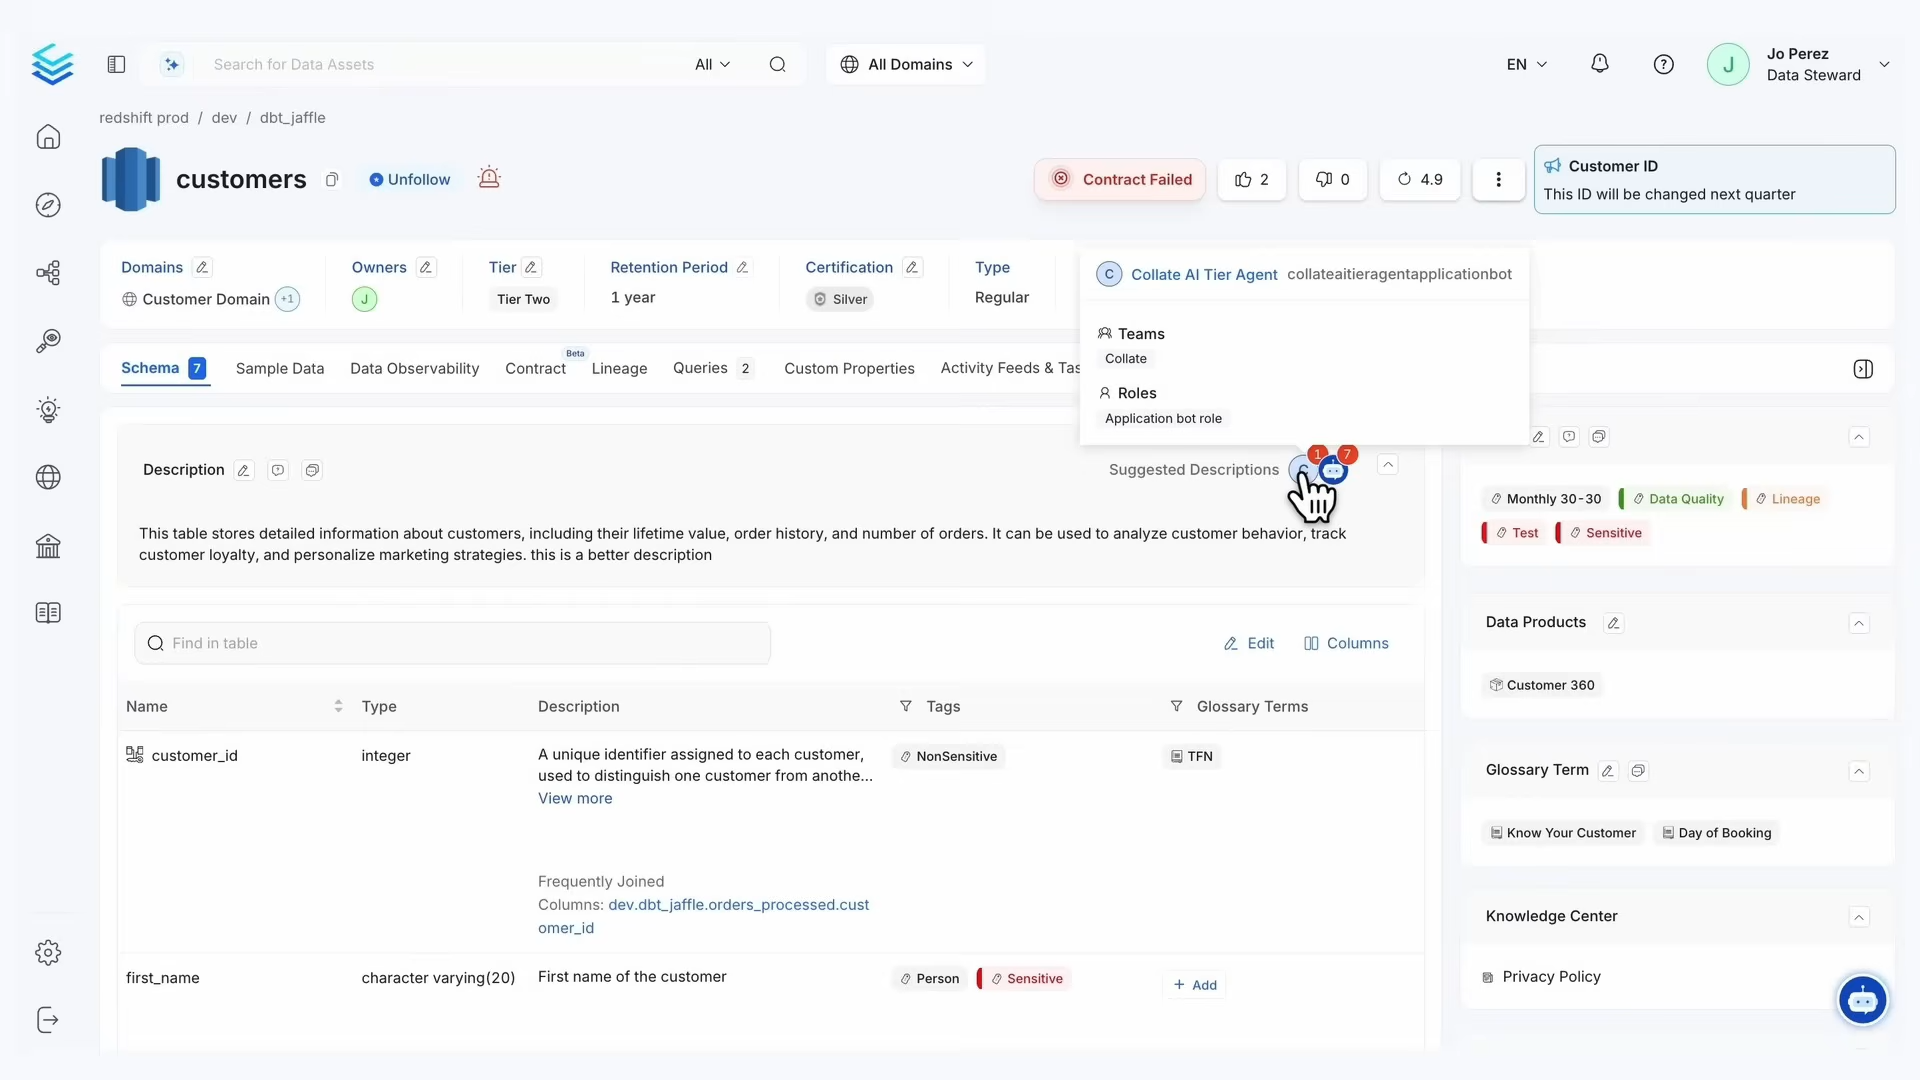 Search for Data Assets
All
All Domains
EN
J
Jo Perez
Data Steward
redshift prod / dev / dbt_jaffle
customers
Unfollow
Contract Failed
2
0
4.9
Customer ID
This ID will be changed next quarter
Domains
Customer Domain
+1
Owners
J
Tier
Tier Two
Retention Period
1 year
Certification
Silver
Type
Regular
C
Collate AI Tier Agent collateaitieragentapplicationbot
Teams
Collate
Roles
Application bot role
Schema 7
Sample Data
Data Observability
Contract
Beta
Lineage
Queries 2
Custom Properties
Activity Feeds & Tas
Description
Suggested Descriptions
1
7
This table stores detailed information about customers, including their lifetime value, order history, and number of orders. It can be used to analyze customer behavior, track
customer loyalty, and personalize marketing strategies. this is a better description
Monthly 30-30
Data Quality
Lineage
Test
Sensitive
Find in table
Edit
Columns
Data Products
Customer 360
Name
Type
Description
Tags
Glossary Terms
customer_id
integer
A unique identifier assigned to each customer,
used to distinguish one customer from anothe...
View more
Frequently Joined
Columns: dev.dbt_jaffle.orders_processed.cust
omer_id
NonSensitive
TFN
first_name
character varying(20)
First name of the customer
Person
Sensitive
+ Add
Glossary Term
Know Your Customer
Day of Booking
Knowledge Center
Privacy Policy